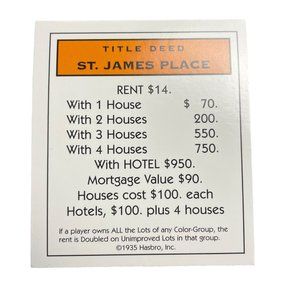 TITLE DEED
ST. JAMES PLACE
RENT $14.
With 1 House $ 70.
With 2 Houses 200.
With 3 Houses 550.
With 4 Houses 750.
With HOTEL $950.
Mortgage Value $90.
Houses cost $100. each
Hotels, $100. plus 4 houses
If a player owns ALL the Lots of any Color-Group, the
rent is Doubled on Unimproved Lots in that group.
©1935 Hasbro, Inc.